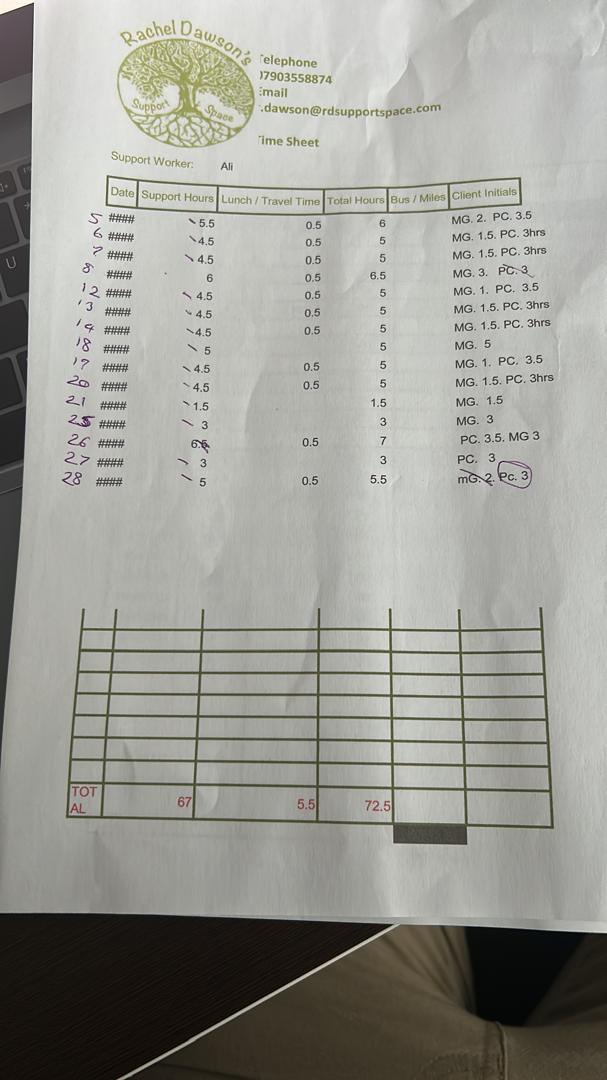 Rachel Dawson's
Support Space
Telephone
07903558874
Email
.dawson@rdsupportspace.com
Time Sheet
Support Worker: Ali
Date Support Hours Lunch / Travel Time Total Hours Bus / Miles Client Initials
5 #### 5.5 0.5 6 MG. 2. PC. 3.5
6 #### 4.5 0.5 5 MG. 1.5. PC. 3hrs
7 #### 4.5 0.5 5 MG. 1.5. PC. 3hrs
8 #### 6 0.5 6.5 MG. 3. PC. 3
12 #### 4.5 0.5 5 MG. 1. PC. 3.5
13 #### 4.5 0.5 5 MG. 1.5. PC. 3hrs
14 #### 4.5 0.5 5 MG. 1.5. PC. 3hrs
18 #### 5 5 MG. 5
#### 4.5 0.5 5 MG. 1. PC. 3.5
20 #### 4.5 0.5 5 MG. 1.5. PC. 3hrs
21 #### 1.5 1.5 MG. 1.5
25 #### 3 3 MG. 3
26 #### 0.5 7 PC. 3.5. MG 3
27 #### 3 3 PC. 3
28 #### 5 0.5 5.5 mG. 2. Pc. 3
TOTAL 67 5.5 72.5